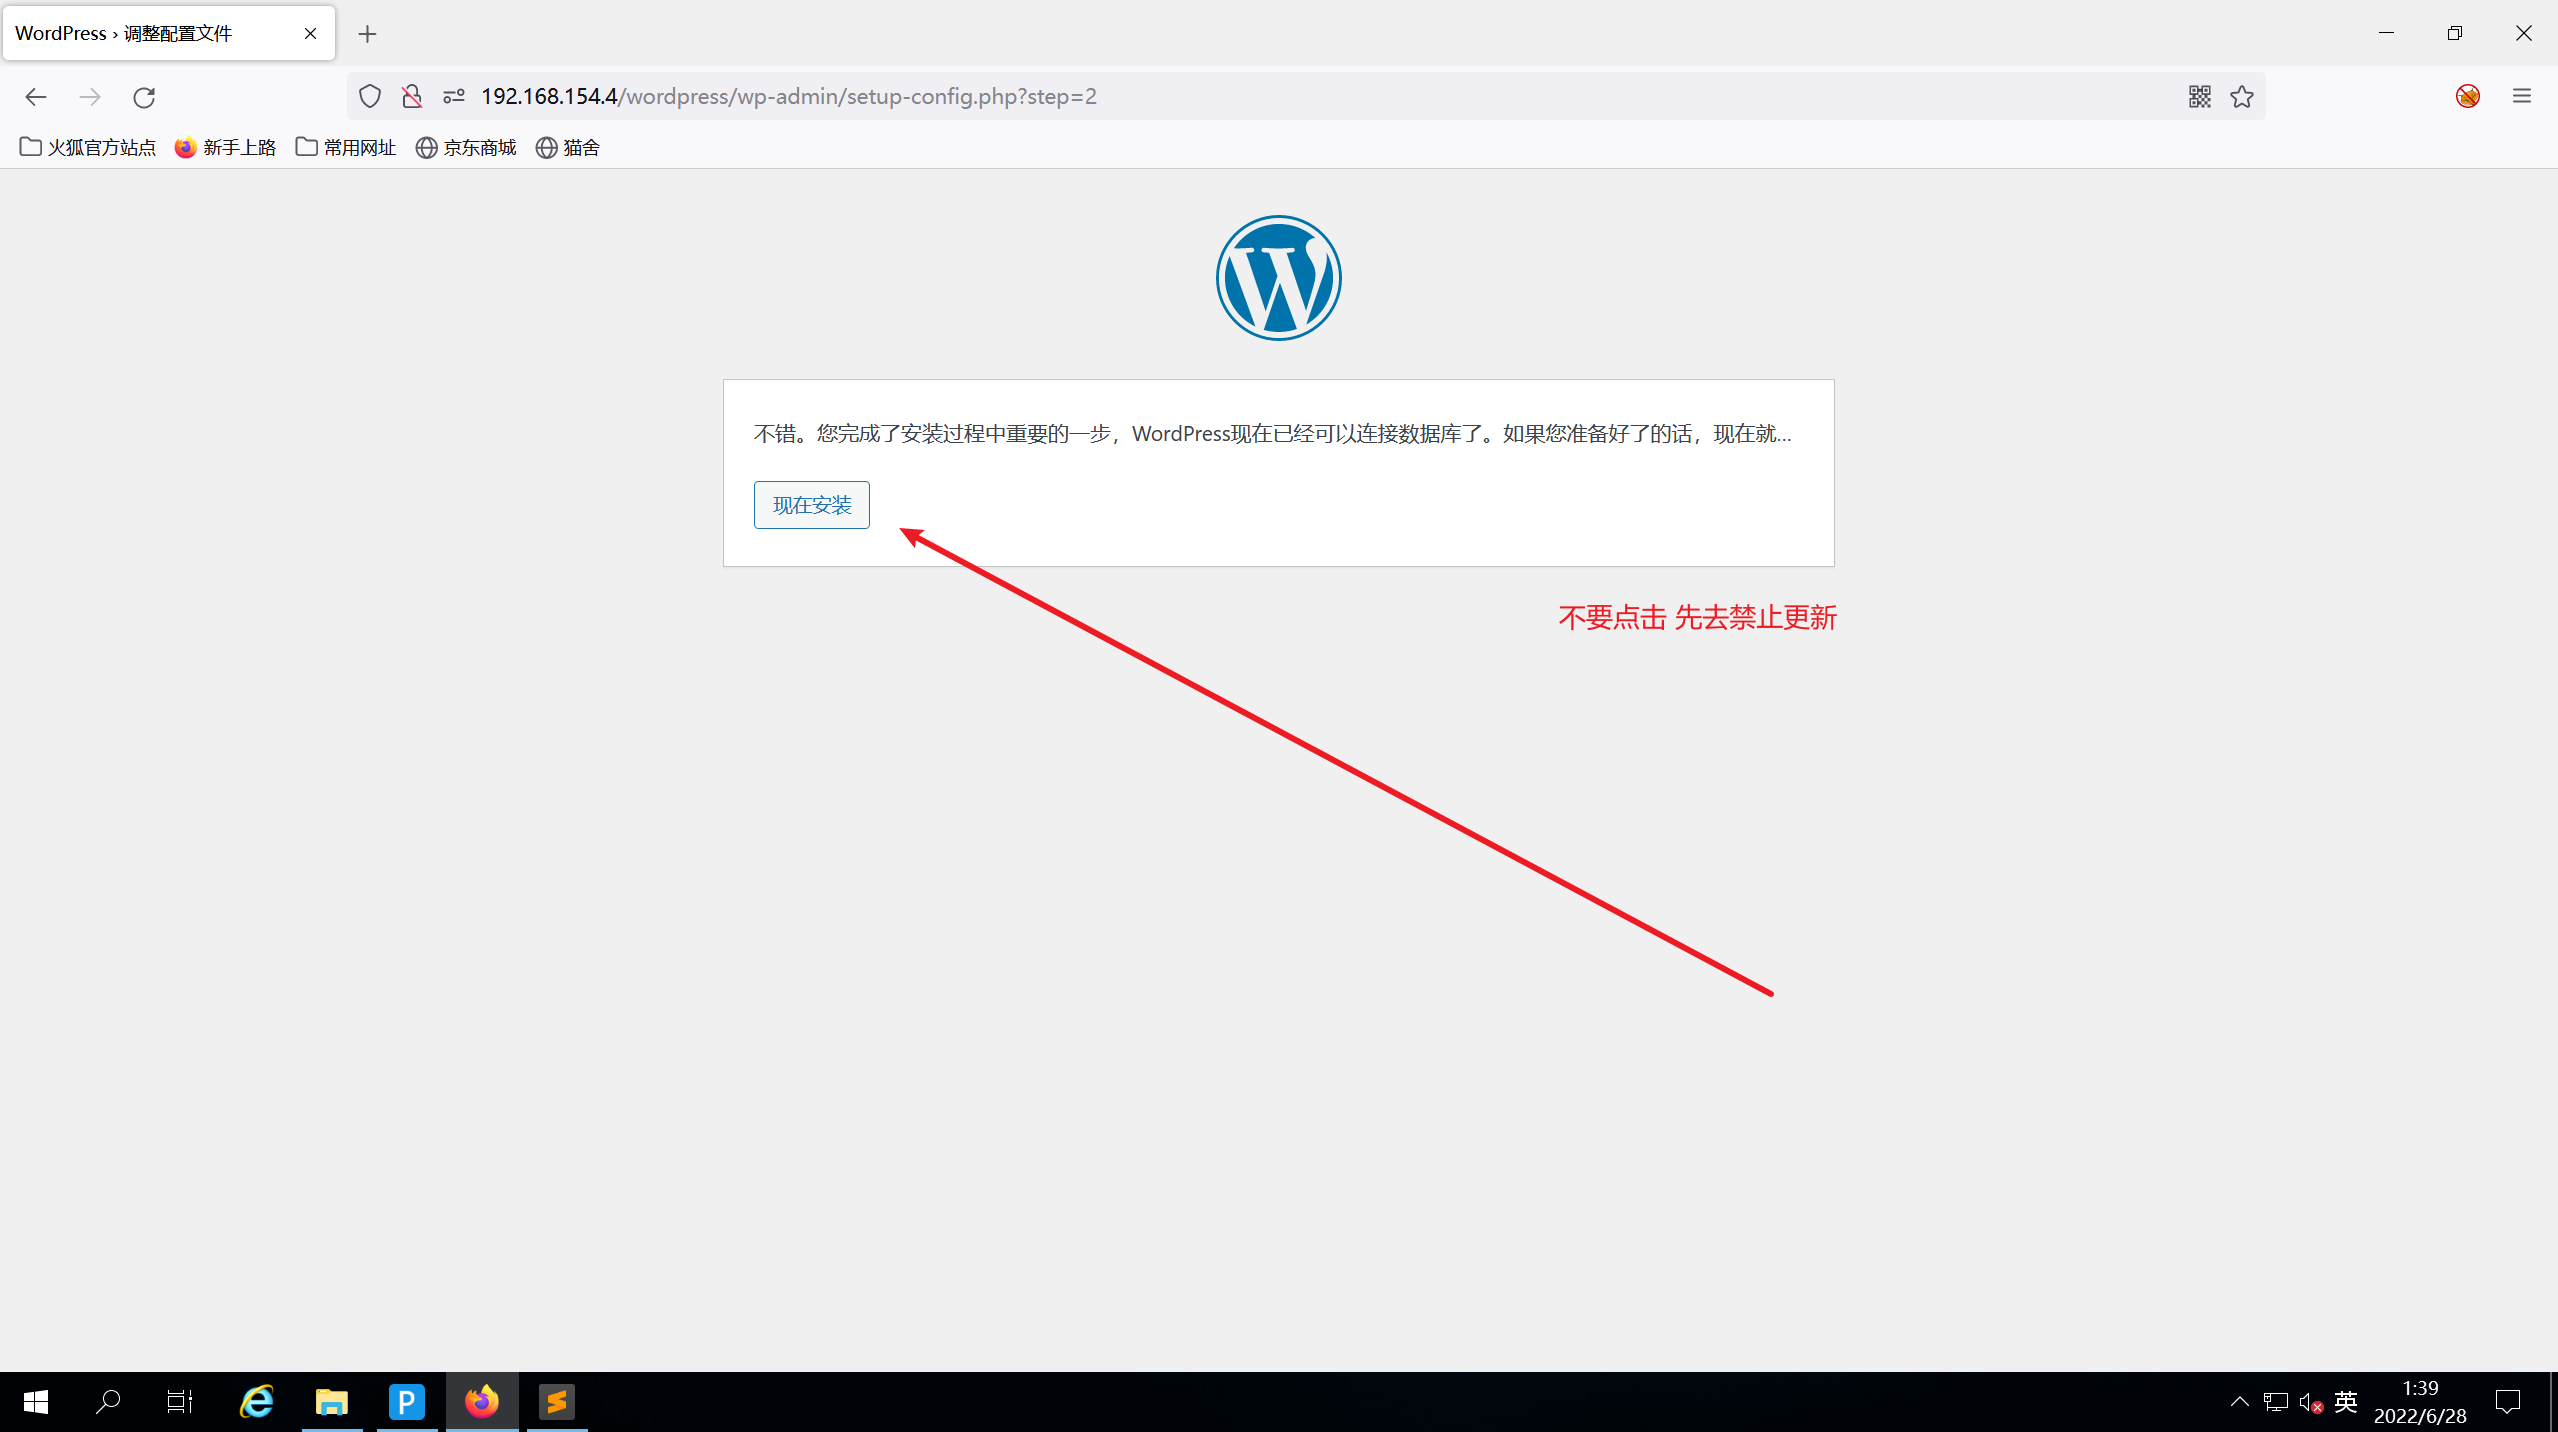 WordPress › 调整配置文件
192.168.154.4/wordpress/wp-admin/setup-config.php?step=2
火狐官方站点 新手上路 常用网址 京东商城 猫舍
不错。您完成了安装过程中重要的一步，WordPress现在已经可以连接数据库了。如果您准备好了的话，现在就...
现在安装
不要点击 先去禁止更新
英
1:39
2022/6/28